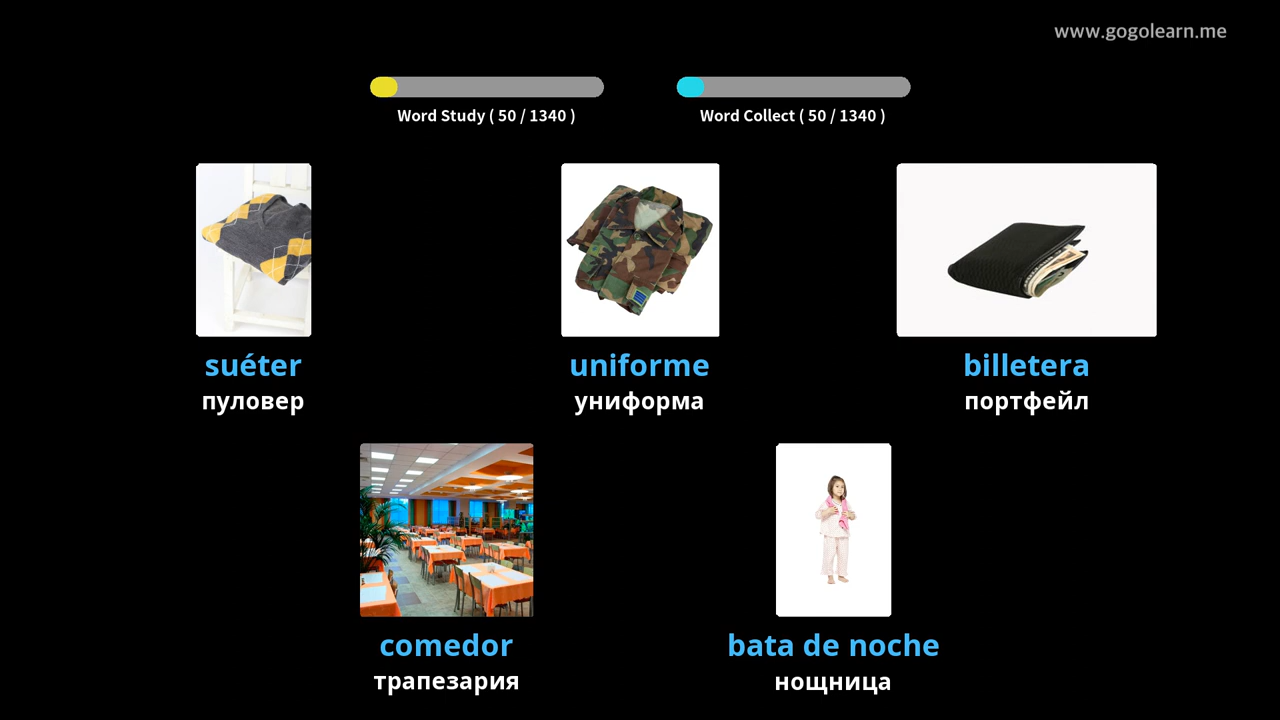 www.gogolearn.me
Word Study ( 50 / 1340 )
Word Collect ( 50 / 1340 )
suéter
пуловер
uniforme
униформа
billetera
портфейл
comedor
трапезария
bata de noche
нощница